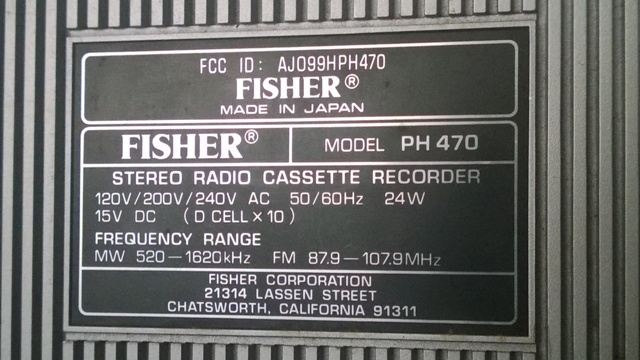 FCC ID: AJO99HPH470
FISHER®
MADE IN JAPAN
FISHER® MODEL PH 470
STEREO RADIO CASSETTE RECORDER
120V/200V/240V AC 50/60Hz 24W
15V DC (D CELL×10)
FREQUENCY RANGE
MW 520–1620kHz FM 87.9–107.9MHz
FISHER CORPORATION
21314 LASSEN STREET
CHATSWORTH, CALIFORNIA 91311